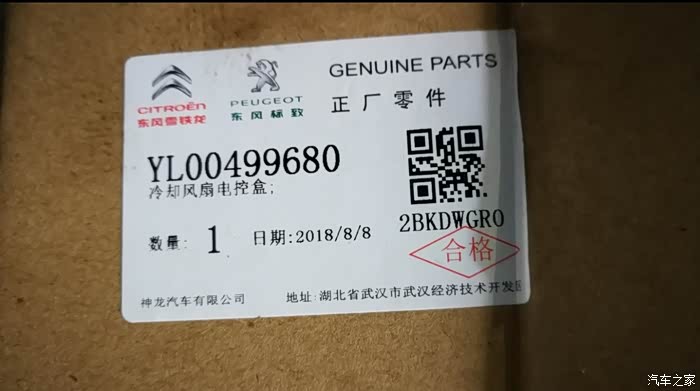 GENUINE PARTS
CITROËN
PEUGEOT
正厂零件
东风雪铁龙
东风标致
YL00499680
冷却风扇电控盒;
2BKDWGRO
数量: 1 日期:2018/8/8
合格
神龙汽车有限公司 地址:湖北省武汉市武汉经济技术开发区
汽车之家